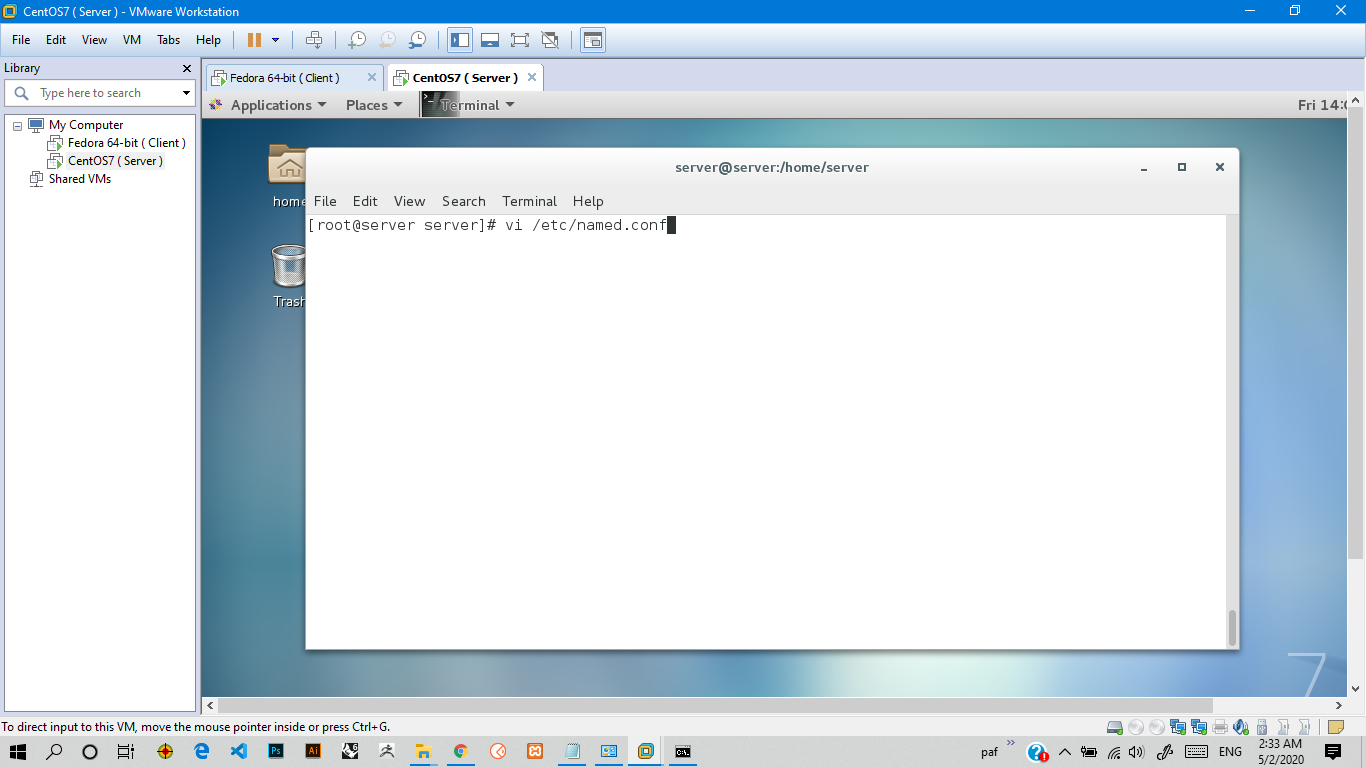 CentOS7 ( Server ) - VMware Workstation
File Edit View VM Tabs Help
Library
Type here to search
My Computer
Fedora 64-bit ( Client )
CentOS7 ( Server )
Shared VMs
Fedora 64-bit ( Client ) CentOS7 ( Server )
Applications Places Terminal Fri 14:
home
Trash
server@server:/home/server
File Edit View Search Terminal Help
[root@server server]# vi /etc/named.conf
7
To direct input to this VM, move the mouse pointer inside or press Ctrl+G.
Ps Ai paf ENG 2:33 AM
5/2/2020